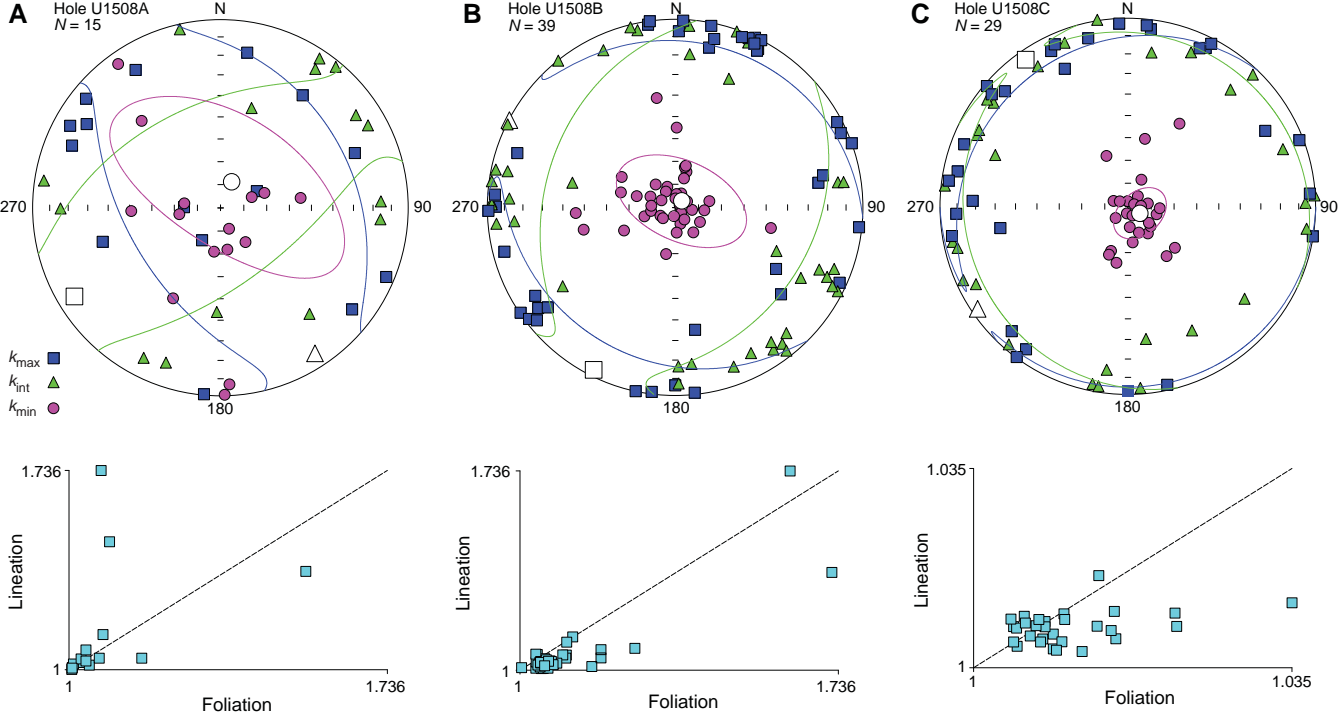 A
Hole U1508A
N = 15
N
270
90
180
kmax
kint
kmin
B
Hole U1508B
N = 39
N
270
90
180
C
Hole U1508C
N = 29
N
270
90
180
1.736
Lineation
1
1
1.736
Foliation
1.736
Lineation
1
1
1.736
Foliation
1.035
Lineation
1
1
1.035
Foliation